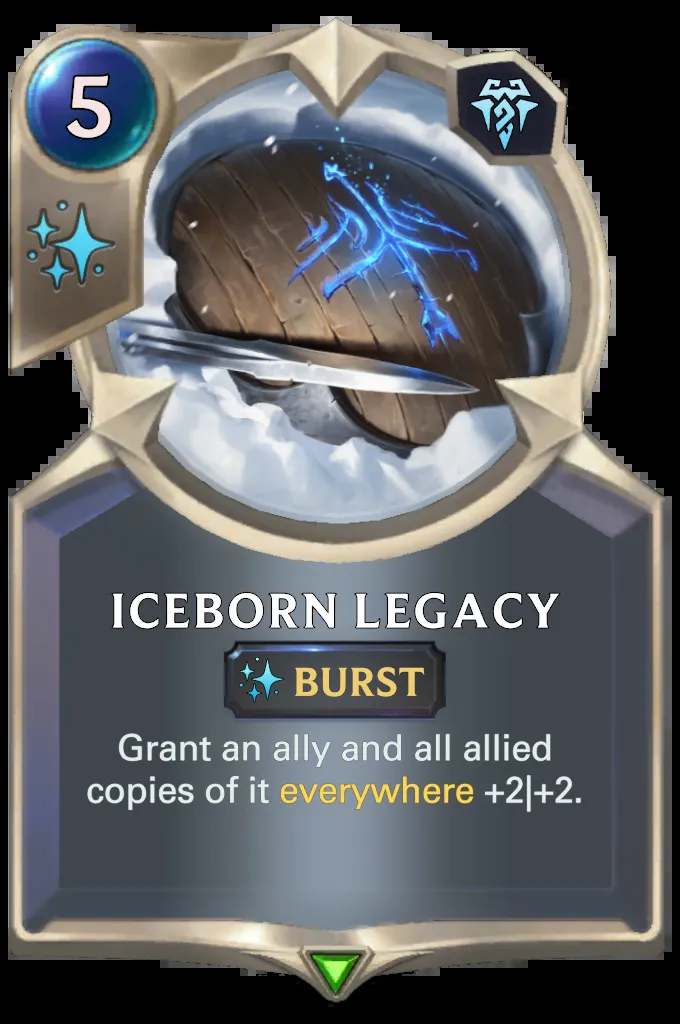 5
ICEBORN LEGACY
BURST
Grant an ally and all allied
copies of it everywhere +2|+2.